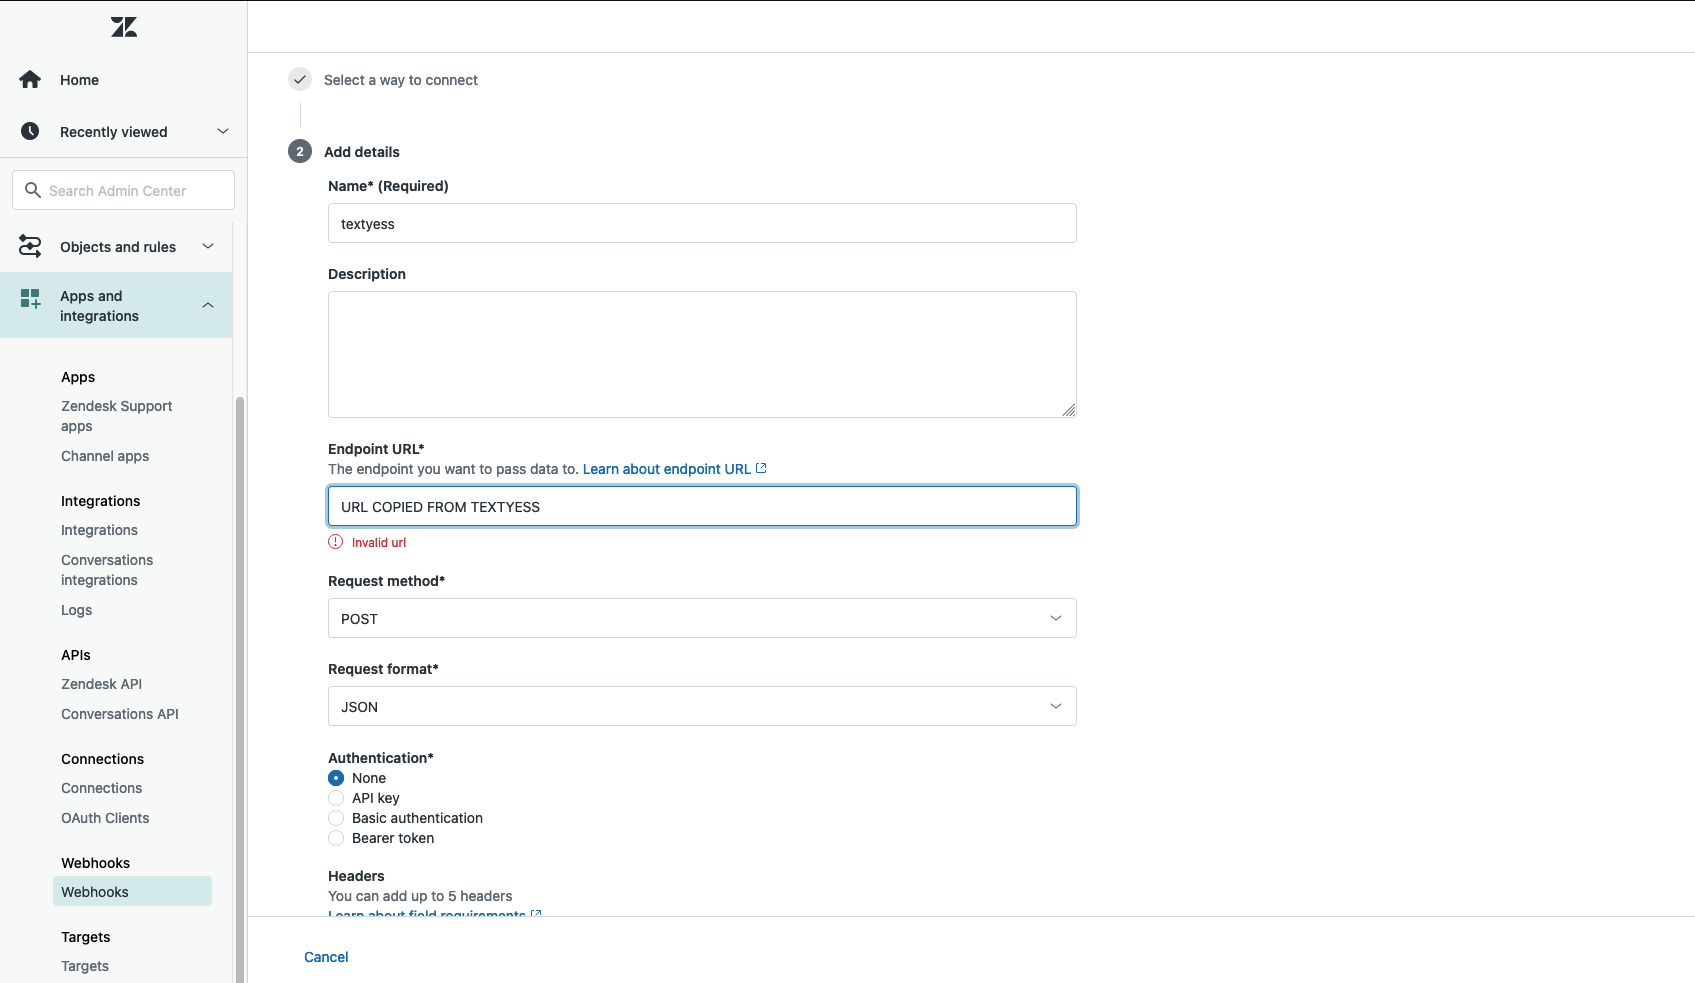 Home
Recently viewed
Search Admin Center
Objects and rules
Apps and
integrations
Apps
Zendesk Support
apps
Channel apps
Integrations
Integrations
Conversations
integrations
Logs
APIs
Zendesk API
Conversations API
Connections
Connections
OAuth Clients
Webhooks
Webhooks
Targets
Targets
Select a way to connect
2 Add details
Name* (Required)
textyess
Description
Endpoint URL*
The endpoint you want to pass data to. Learn about endpoint URL
URL COPIED FROM TEXTYESS
Invalid url
Request method*
POST
Request format*
JSON
Authentication*
None
API key
Basic authentication
Bearer token
Headers
You can add up to 5 headers
Learn about field requirements
Cancel